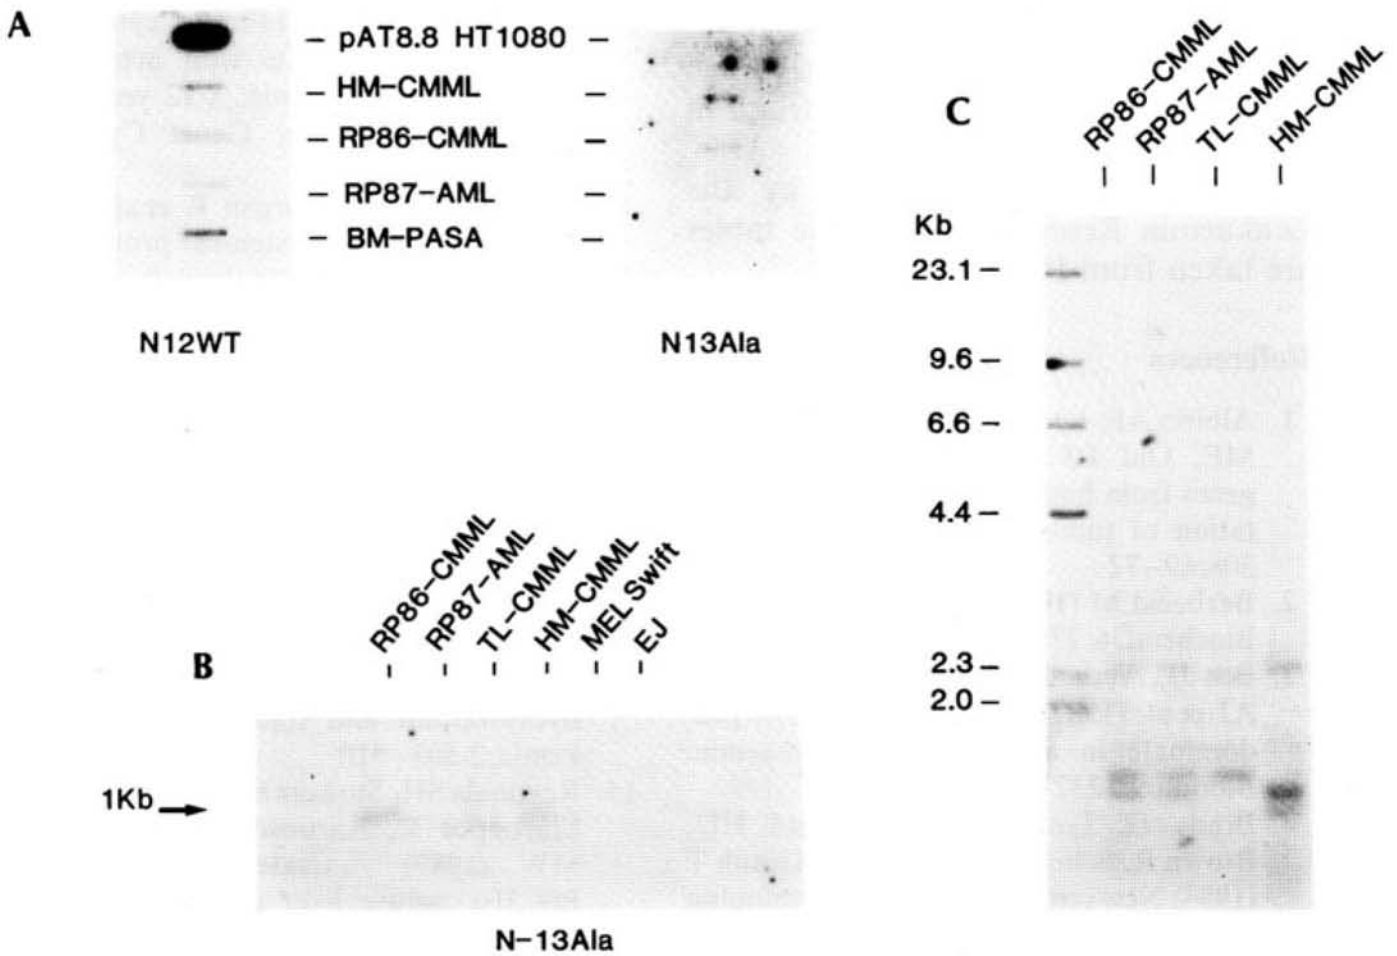 A
pAT8.8 HT1080
HM-CMML
RP86-CMML
RP87-AML
BM-PASA
N12WT
N13Ala
B
RP86-CMML
RP87-AML
TL-CMML
HM-CMML
MEL Swift
EJ
1Kb
N-13Ala
C
RP86-CMML
RP87-AML
TL-CMML
HM-CMML
Kb
23.1
9.6
6.6
4.4
2.3
2.0